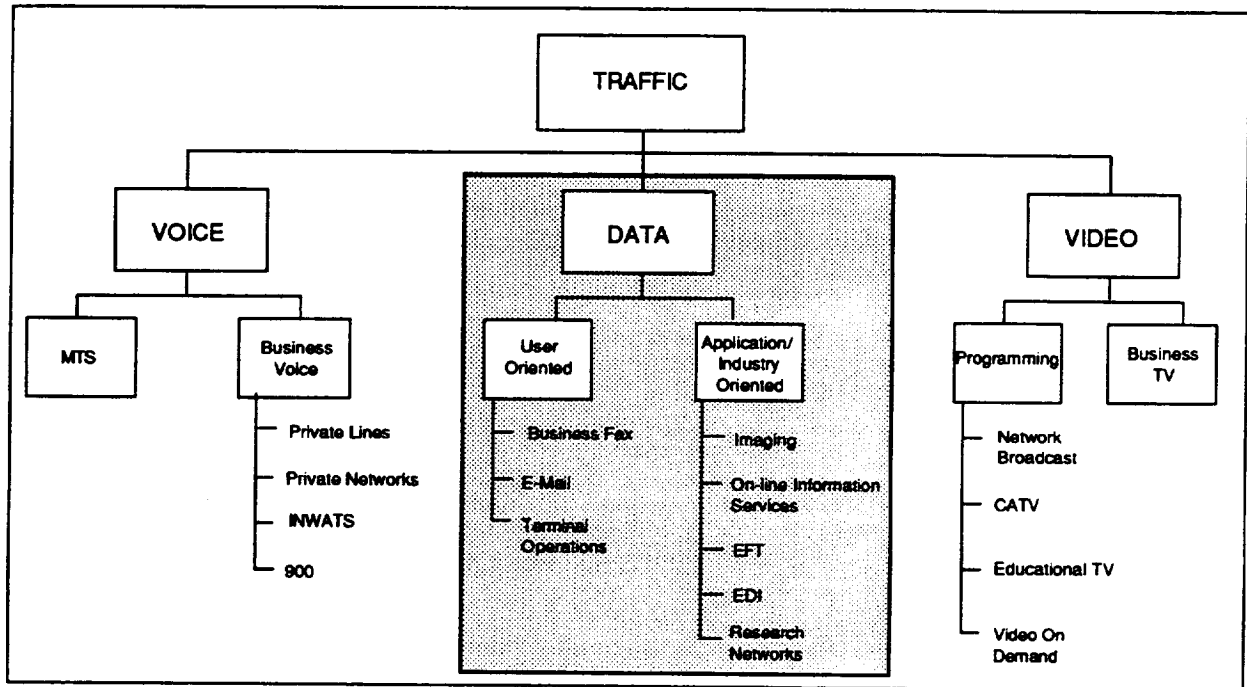 TRAFFIC
VOICE
DATA
VIDEO
MTS
Business
Voice
User
Oriented
Application/
Industry
Oriented
Programming
Business
TV
Private Lines
Private Networks
INWATS
900
Business Fax
E-Mail
Terminal
Operations
Imaging
On-line Information
Services
EFT
EDI
Research
Networks
Network
Broadcast
CATV
Educational TV
Video On
Demand